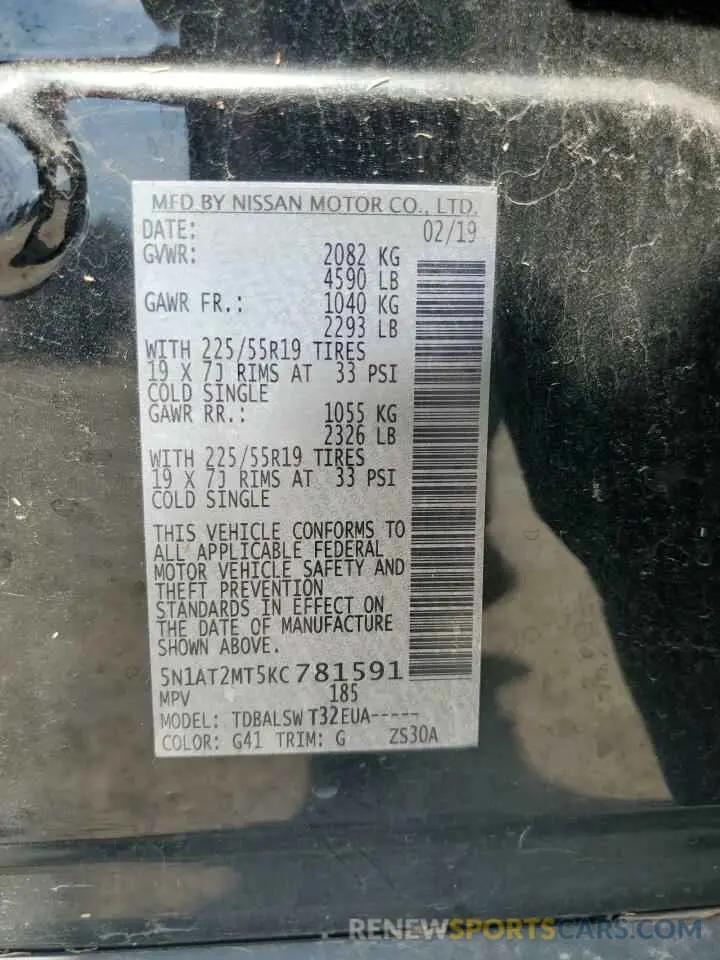 MFD BY NISSAN MOTOR CO., LTD.
DATE: 02/19
GVWR: 2082 KG
4590 LB
GAWR FR.: 1040 KG
2293 LB
WITH 225/55R19 TIRES
19 X 7J RIMS AT 33 PSI
COLD SINGLE
GAWR RR.: 1055 KG
2326 LB
WITH 225/55R19 TIRES
19 X 7J RIMS AT 33 PSI
COLD SINGLE
THIS VEHICLE CONFORMS TO
ALL APPLICABLE FEDERAL
MOTOR VEHICLE SAFETY AND
THEFT PREVENTION
STANDARDS IN EFFECT ON
THE DATE OF MANUFACTURE
SHOWN ABOVE.
5N1AT2MT5KC781591
MPV 185
MODEL: TDBALSW T32EUA-----
COLOR: G41 TRIM: G ZS30A
RENEWSPORTSCARS.COM